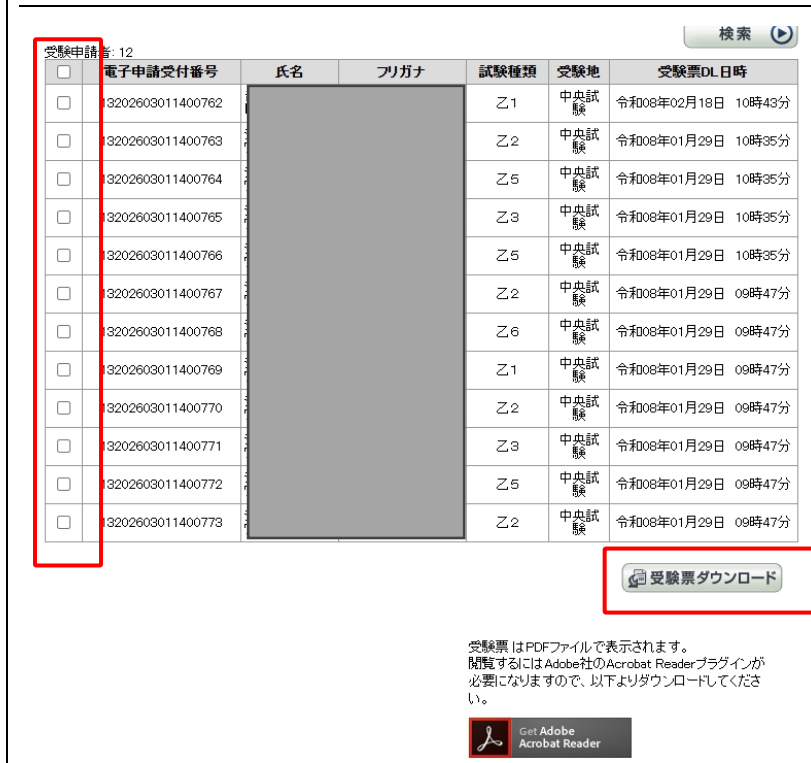 検索
受験申請者: 12
電子申請受付番号 氏名 フリガナ 試験種類 受験地 受験票DL日時
13202603011400762 乙1 中央試験 令和08年02月18日 10時43分
13202603011400763 乙2 中央試験 令和08年01月29日 10時35分
13202603011400764 乙5 中央試験 令和08年01月29日 10時35分
13202603011400765 乙3 中央試験 令和08年01月29日 10時35分
13202603011400766 乙5 中央試験 令和08年01月29日 10時35分
13202603011400767 乙2 中央試験 令和08年01月29日 09時47分
13202603011400768 乙6 中央試験 令和08年01月29日 09時47分
13202603011400769 乙1 中央試験 令和08年01月29日 09時47分
13202603011400770 乙2 中央試験 令和08年01月29日 09時47分
13202603011400771 乙3 中央試験 令和08年01月29日 09時47分
13202603011400772 乙5 中央試験 令和08年01月29日 09時47分
13202603011400773 乙2 中央試験 令和08年01月29日 09時47分
受験票ダウンロード
受験票はPDFファイルで表示されます。
閲覧するにはAdobe社のAcrobat Readerプラグインが
必要になりますので、以下よりダウンロードしてくださ
い。
Get Adobe
Acrobat Reader